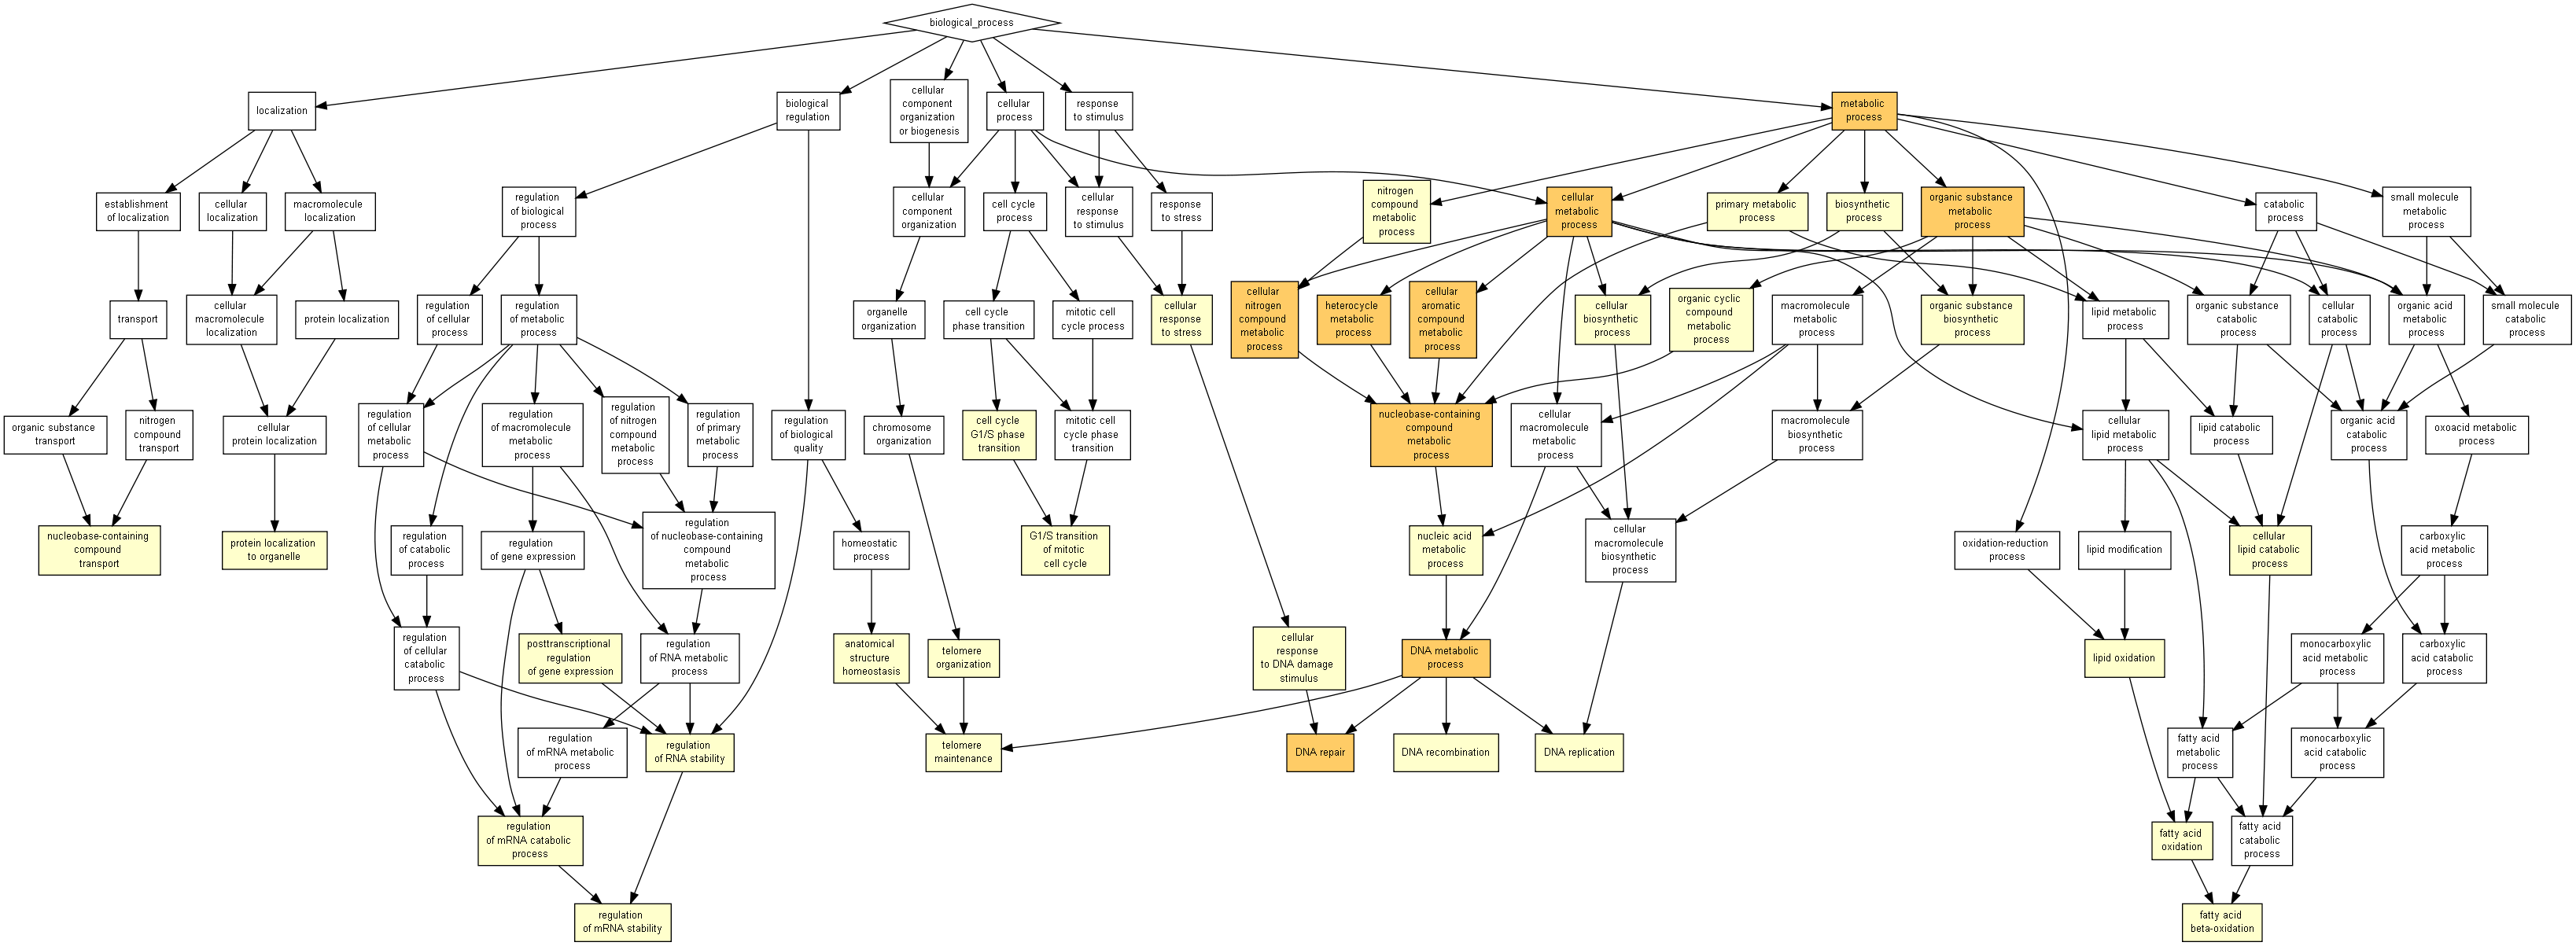 biological_process
localization
biological
regulation
cellular
component
organization
or biogenesis
cellular
process
response
to stimulus
metabolic
process
establishment
of localization
cellular
localization
macromolecule
localization
regulation
of biological
process
cellular
component
organization
cell cycle
process
cellular
response
to stimulus
response
to stress
nitrogen
compound
metabolic
process
cellular
metabolic
process
primary metabolic
process
biosynthetic
process
organic substance
metabolic
process
catabolic
process
small molecule
metabolic
process
transport
cellular
macromolecule
localization
protein localization
regulation
of cellular
process
regulation
of metabolic
process
organelle
organization
cell cycle
phase transition
mitotic cell
cycle process
cellular
response
to stress
cellular
nitrogen
compound
metabolic
process
heterocycle
metabolic
process
cellular
aromatic
compound
metabolic
process
cellular
biosynthetic
process
organic cyclic
compound
metabolic
process
macromolecule
metabolic
process
organic substance
biosynthetic
process
lipid metabolic
process
organic substance
catabolic
process
cellular
catabolic
process
organic acid
metabolic
process
small molecule
catabolic
process
organic substance
transport
nitrogen
compound
transport
cellular
protein localization
regulation
of cellular
metabolic
process
regulation
of macromolecule
metabolic
process
regulation
of nitrogen
compound
metabolic
process
regulation
of primary
metabolic
process
regulation
of biological
quality
chromosome
organization
cell cycle
G1/S phase
transition
mitotic cell
cycle phase
transition
nucleobase-containing
compound
metabolic
process
cellular
macromolecule
metabolic
process
macromolecule
biosynthetic
process
cellular
lipid metabolic
process
lipid catabolic
process
organic acid
catabolic
process
oxoacid metabolic
process
nucleobase-containing
compound
transport
protein localization
to organelle
regulation
of catabolic
process
regulation
of gene expression
regulation
of nucleobase-containing
compound
metabolic
process
homeostatic
process
G1/S transition
of mitotic
cell cycle
nucleic acid
metabolic
process
cellular
macromolecule
biosynthetic
process
oxidation-reduction
process
lipid modification
cellular
lipid catabolic
process
carboxylic
acid metabolic
process
regulation
of cellular
catabolic
process
posttranscriptional
regulation
of gene expression
regulation
of RNA metabolic
process
anatomical
structure
homeostasis
telomere
organization
cellular
response
to DNA damage
stimulus
DNA metabolic
process
lipid oxidation
monocarboxylic
acid metabolic
process
carboxylic
acid catabolic
process
regulation
of mRNA metabolic
process
regulation
of RNA stability
telomere
maintenance
DNA repair
DNA recombination
DNA replication
fatty acid
metabolic
process
monocarboxylic
acid catabolic
process
regulation
of mRNA catabolic
process
fatty acid
oxidation
fatty acid
catabolic
process
regulation
of mRNA stability
fatty acid
beta-oxidation